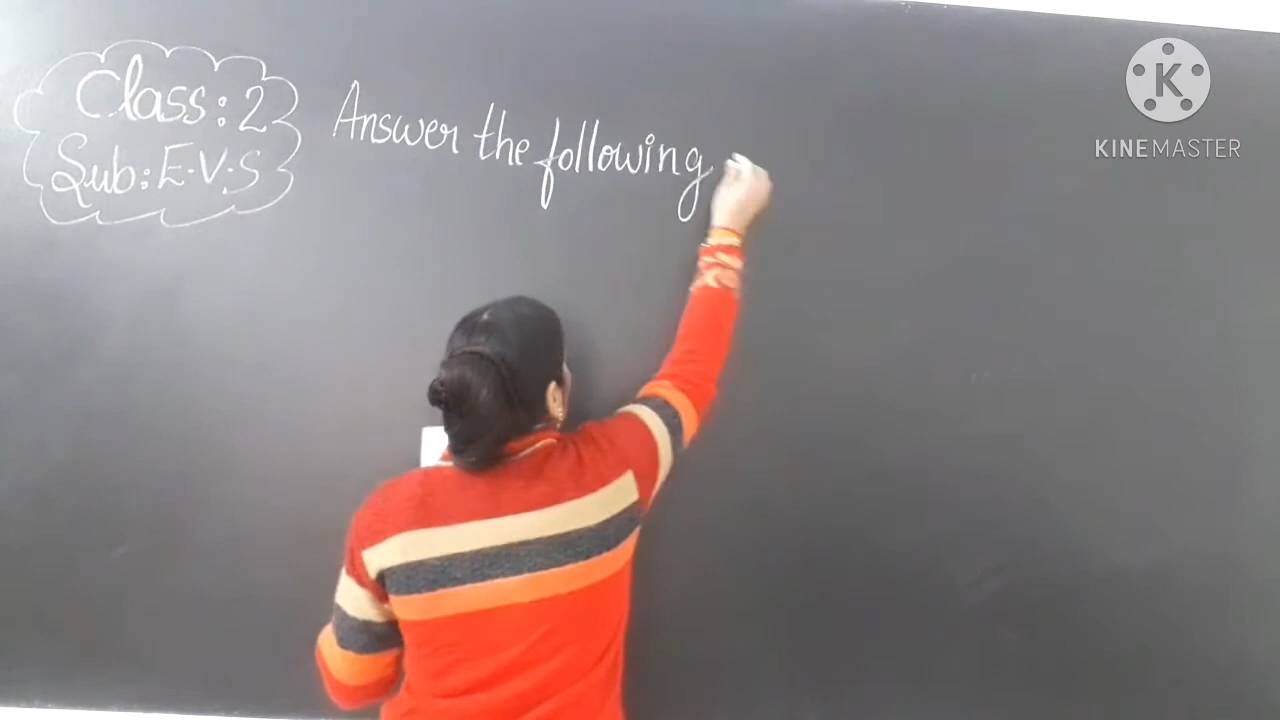 Class: 2
Sub: E.V.S
Answer the following
K
KINEMASTER